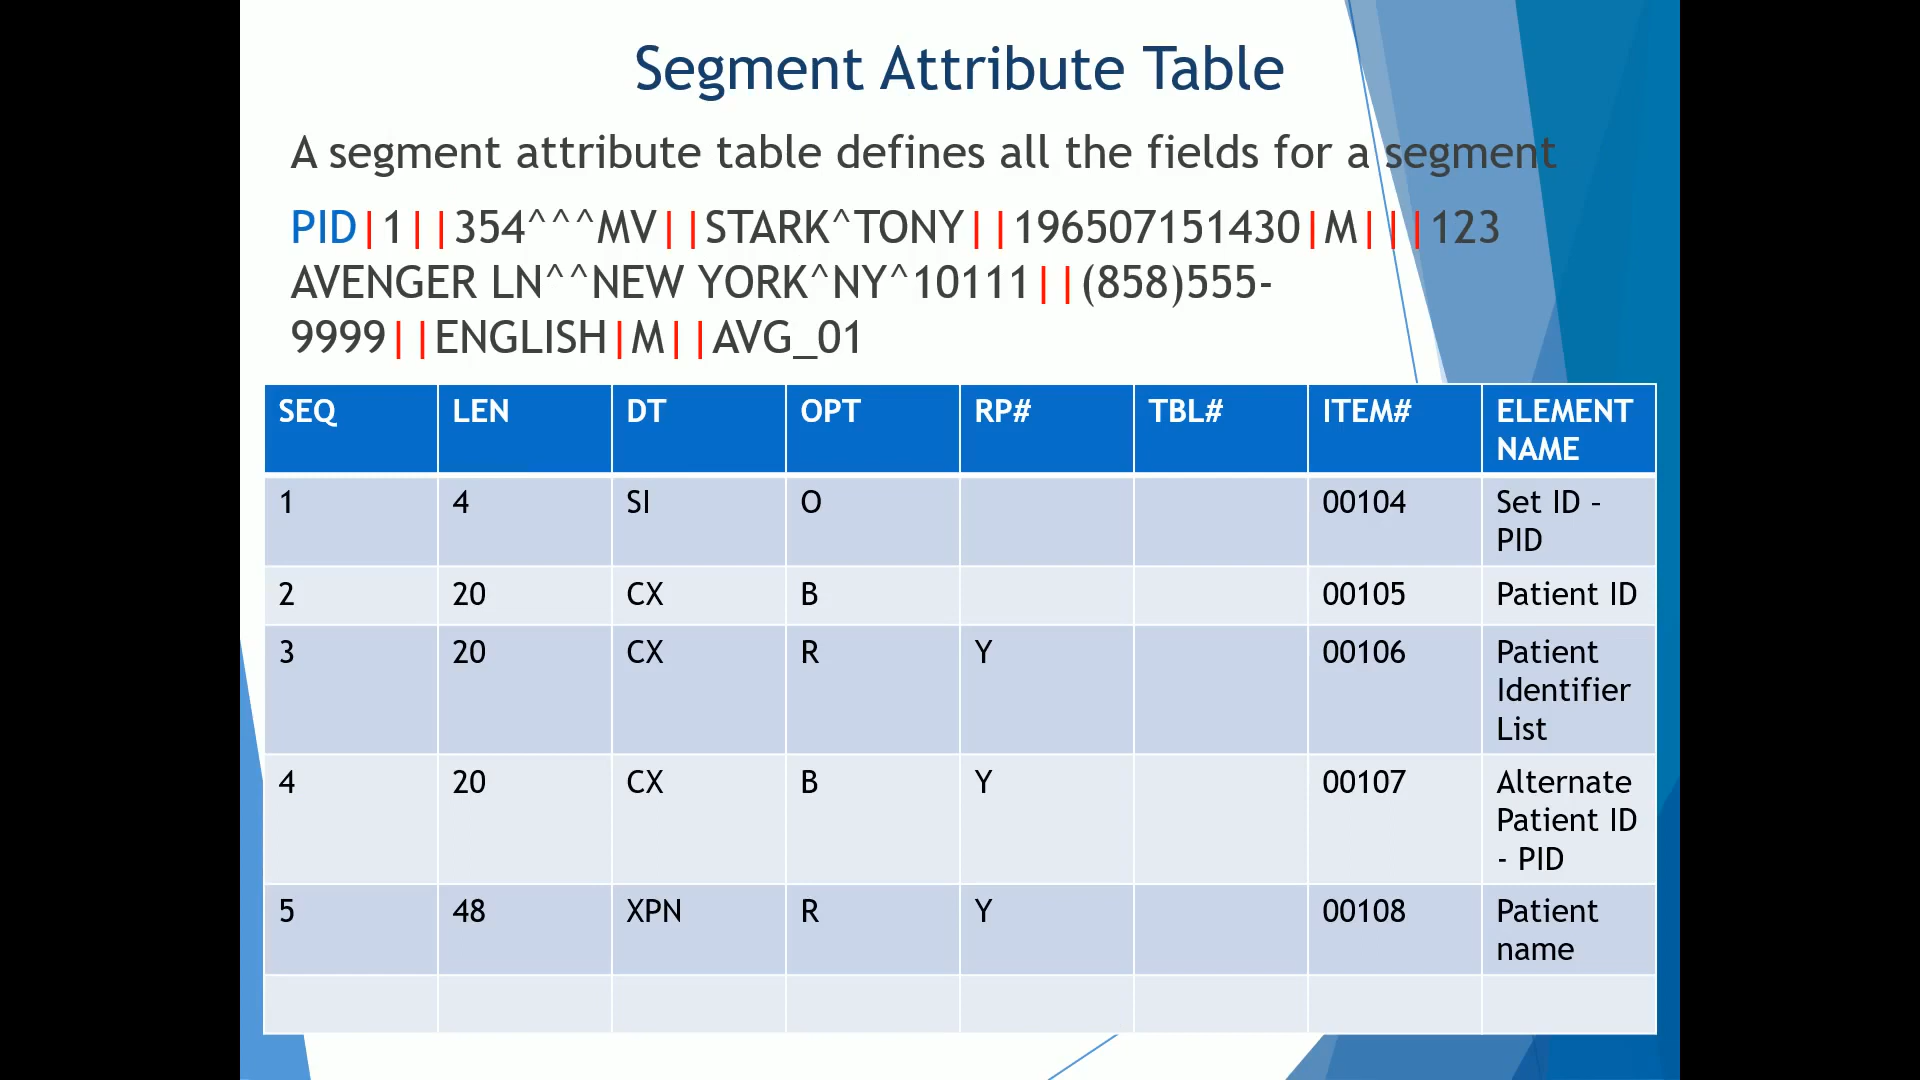 Segment Attribute Table
A segment attribute table defines all the fields for a segment
PID|1||354^^^MV||STARK^TONY||196507151430|M|||123
AVENGER LN^^NEW YORK^NY^10111||(858)555-
9999||ENGLISH|M||AVG_01
SEQ LEN DT OPT RP# TBL# ITEM# ELEMENT
NAME
1 4 SI O 00104 Set ID –
PID
2 20 CX B 00105 Patient ID
3 20 CX R Y 00106 Patient
Identifier
List
4 20 CX B Y 00107 Alternate
Patient ID
- PID
5 48 XPN R Y 00108 Patient
name